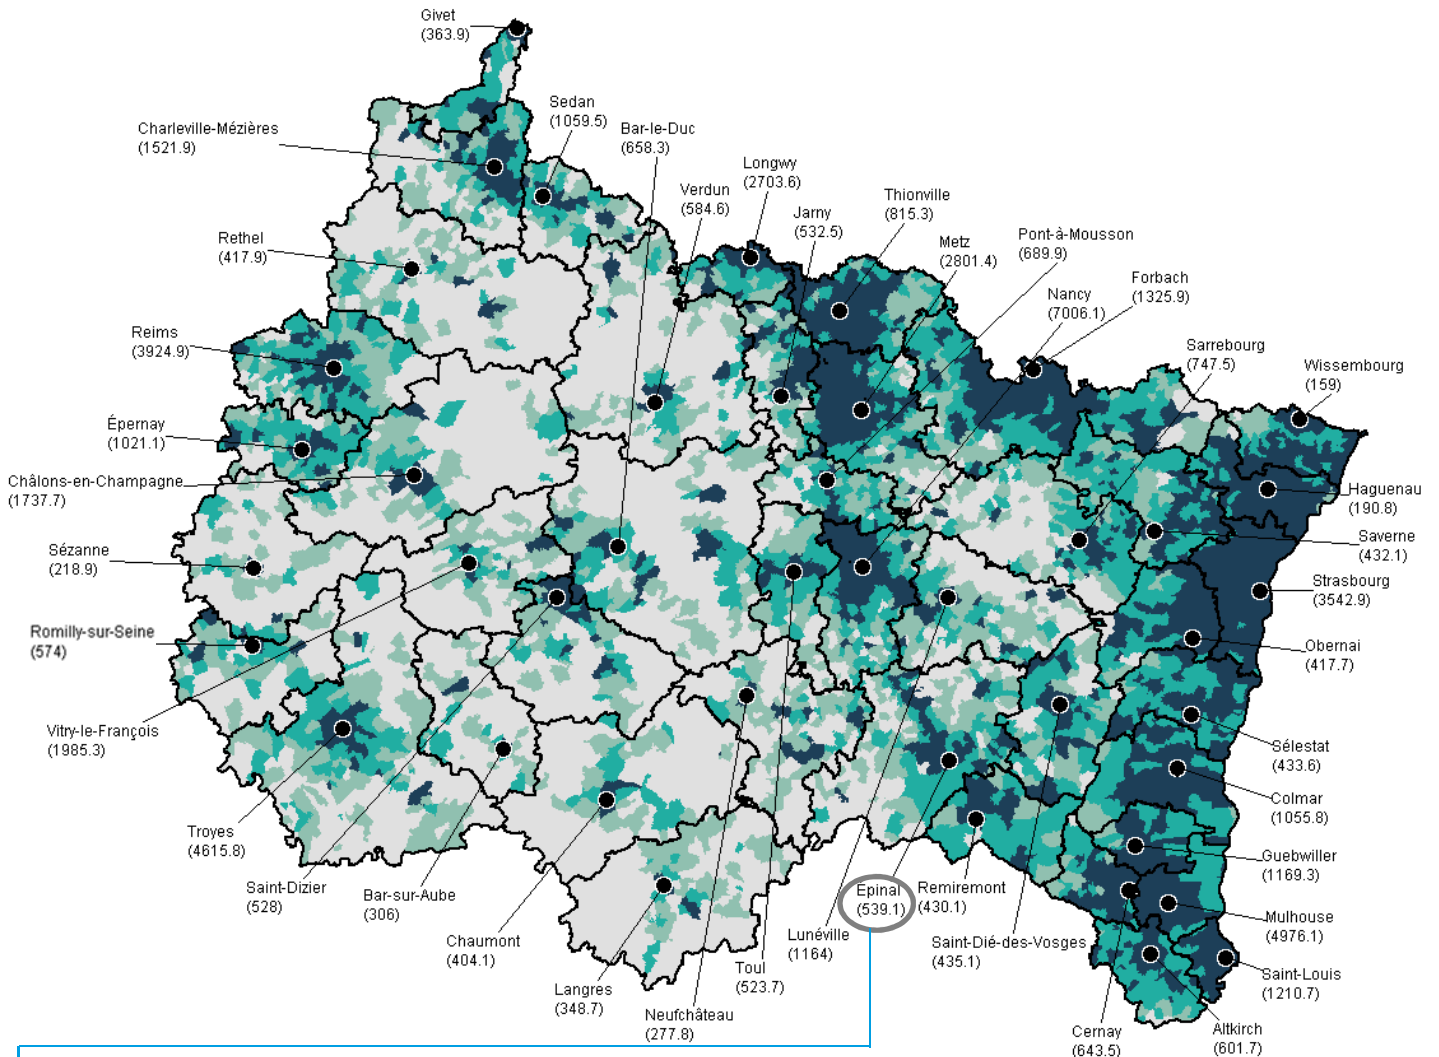 Givet
(363.9)
Charleville-Mézières
(1521.9)
Sedan
(1059.5)
Bar-le-Duc
(658.3)
Verdun
(584.6)
Longwy
(2703.6)
Jarny
(532.5)
Thionville
(815.3)
Metz
(2801.4)
Pont-à-Mousson
(689.9)
Nancy
(7006.1)
Forbach
(1325.9)
Sarrebourg
(747.5)
Wissembourg
(159)
Rethel
(417.9)
Reims
(3924.9)
Épernay
(1021.1)
Châlons-en-Champagne
(1737.7)
Sézanne
(218.9)
Romilly-sur-Seine
(574)
Vitry-le-François
(1985.3)
Haguenau
(190.8)
Saverne
(432.1)
Strasbourg
(3542.9)
Obernai
(417.7)
Sélestat
(433.6)
Colmar
(1055.8)
Guebwiller
(1169.3)
Mulhouse
(4976.1)
Saint-Louis
(1210.7)
Altkirch
(601.7)
Cernay
(643.5)
Troyes
(4615.8)
Saint-Dizier
(528)
Bar-sur-Aube
(306)
Chaumont
(404.1)
Langres
(348.7)
Neufchâteau
(277.8)
Toul
(523.7)
Lunéville
(1164)
Épinal
(539.1)
Remiremont
(430.1)
Saint-Dié-des-Vosges
(435.1)